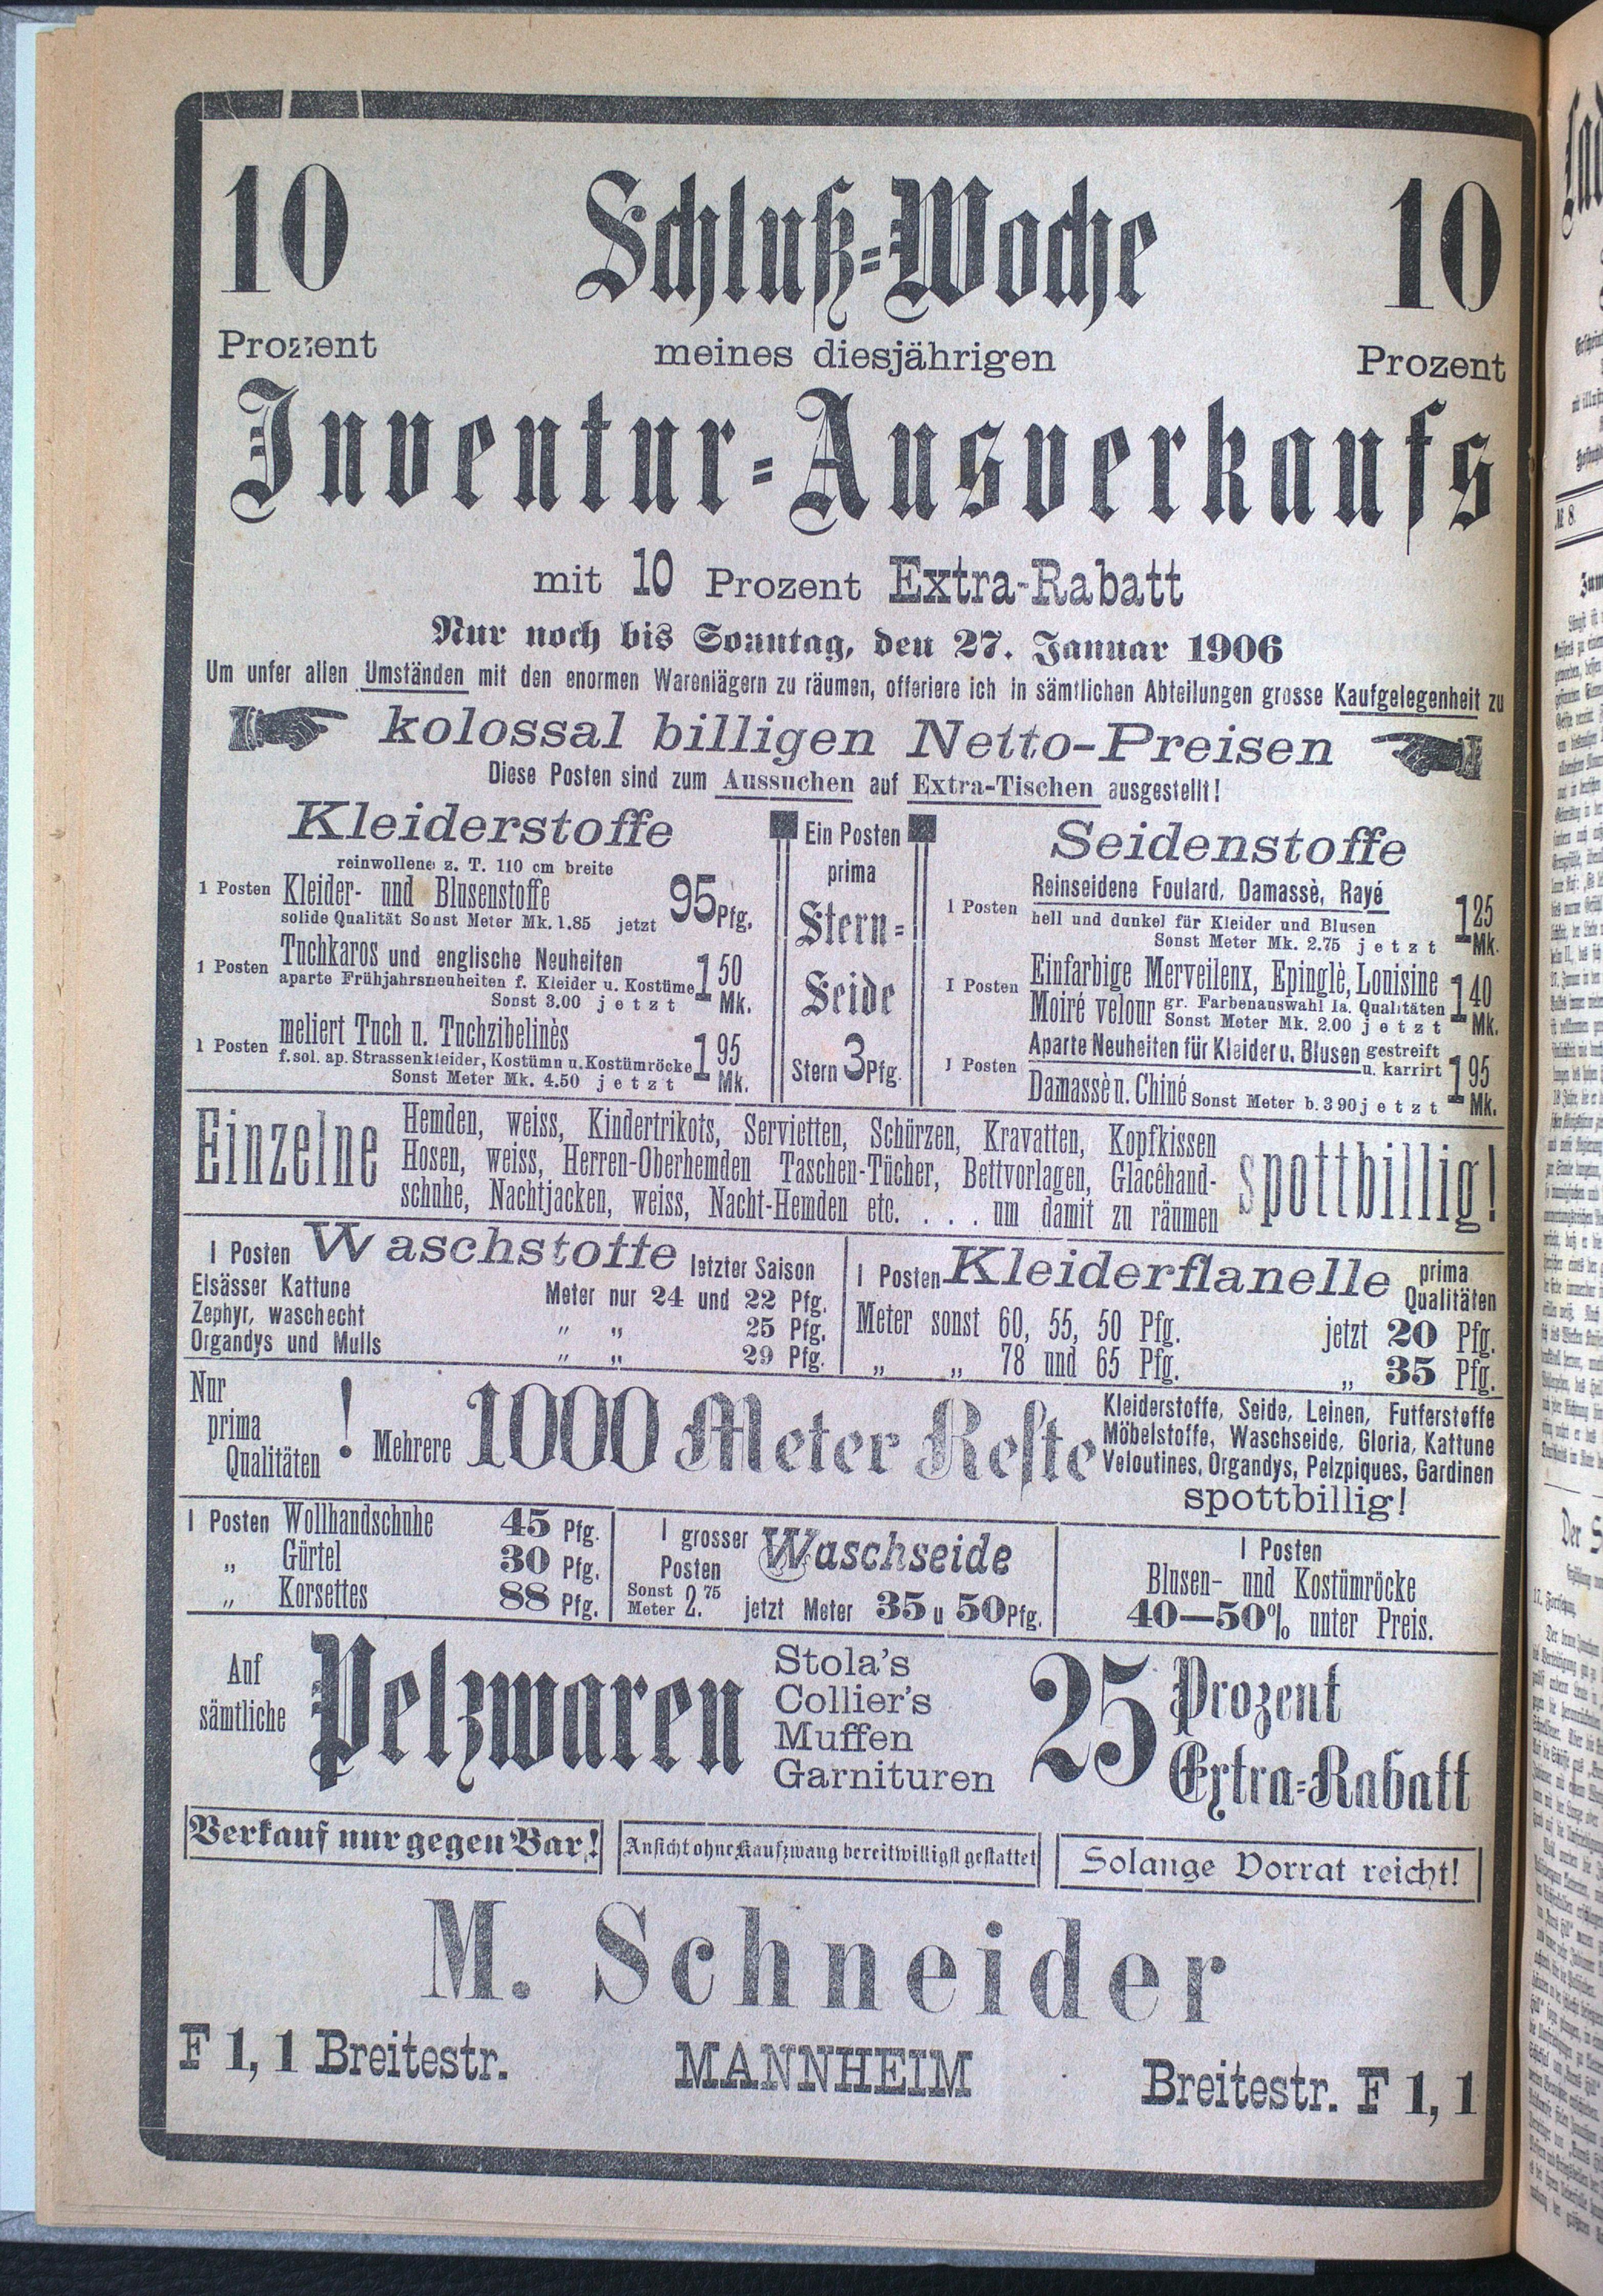 10 Schluß-Woche 10
Prozent meines diesjährigen Prozent
Inventur-Ausverkaufs
mit 10 Prozent Extra-Rabatt
Nur noch bis Sonntag, den 27. Januar 1906
Um unfer allen Umständen mit den enormen Warenlägern zu räumen, offeriere ich in sämtlichen Abteilungen grosse Kaufgelegenheit zu
kolossal billigen Netto-Preisen
Diese Posten sind zum Aussuchen auf Extra-Tischen ausgestellt!
Kleiderstoffe
reinwollene z. T. 110 cm breite
1 Posten Kleider- und Blusenstoffe 95 Pfg.
solide Qualität Sonst Meter Mk. 1.85 jetzt
Tuchkaros und englische Neuheiten
1 Posten aparte Frühjahrsneuheiten f. Kleider u. Kostüme 1 50 Mk.
Sonst 3.00 jetzt
meliert Tuch u. Tuchzibelinès
1 Posten f. sol. ap. Strassenkleider, Kostümn u. Kostümröcke 1 95 Mk.
Sonst Meter Mk. 4.50 jetzt
Ein Posten
prima
Stern-
Seide
Stern 3 Pfg.
Seidenstoffe
Reinseidene Foulard, Damassè, Rayé
1 Posten hell und dunkel für Kleider und Blusen 1 25 Mk.
Sonst Meter Mk. 2.75 jetzt
Einfarbige Merveilenx, Epinglè, Louisine
I Posten Moiré velour gr. Farbenauswahl la. Qualitäten 1 40 Mk.
Sonst Meter Mk. 2.00 jetzt
Aparte Neuheiten für Kleider u. Blusen gestreift u. karrirt
1 Posten Damassè u. Chiné Sonst Meter b. 3 90 jetzt 1 95 Mk.
Einzelne
Hemden, weiss, Kindertrikots, Servietten, Schürzen, Kravatten, Kopfkissen
Hosen, weiss, Herren-Oberhemden Taschen-Tücher, Bettvorlagen, Glacêhand-
schuhe, Nachtjacken, weiss, Nacht-Hemden etc. . . . um damit zu räumen
spottbillig!
I Posten Waschstoffe letzter Saison
Elsässer Kattune Meter nur 24 und 22 Pfg.
Zephyr, waschecht " " 25 Pfg.
Organdys und Mulls " " 29 Pfg.
I Posten Kleiderflanelle prima Qualitäten
Meter sonst 60, 55, 50 Pfg. jetzt 20 Pfg.
„ „ 78 und 65 Pfg. „ 35 Pfg.
Nur
prima
Qualitäten ! Mehrere 1000 Meter Reste
Kleiderstoffe, Seide, Leinen, Futterstoffe
Möbelstoffe, Waschseide, Gloria, Kattune
Veloutines, Organdys, Pelzpiques, Gardinen
spottbillig!
I Posten Wollhandschuhe 45 Pfg.
„ Gürtel 30 Pfg.
„ Korsettes 88 Pfg.
I grosser Posten Waschseide
Sonst Meter 2.75 jetzt Meter 35 u 50 Pfg.
I Posten
Blusen- und Kostümröcke
40—50% unter Preis.
Auf sämtliche Pelzwaren
Stola's
Collier's
Muffen
Garnituren
25 Prozent
Extra-Rabatt
Verkauf nur gegen Bar!
Ansicht ohne Kaufzwang bereitwilligst gestattet
Solange Vorrat reicht!
M. Schneider
F 1, 1 Breitestr. MANNHEIM Breitestr. F 1, 1
№ 8.